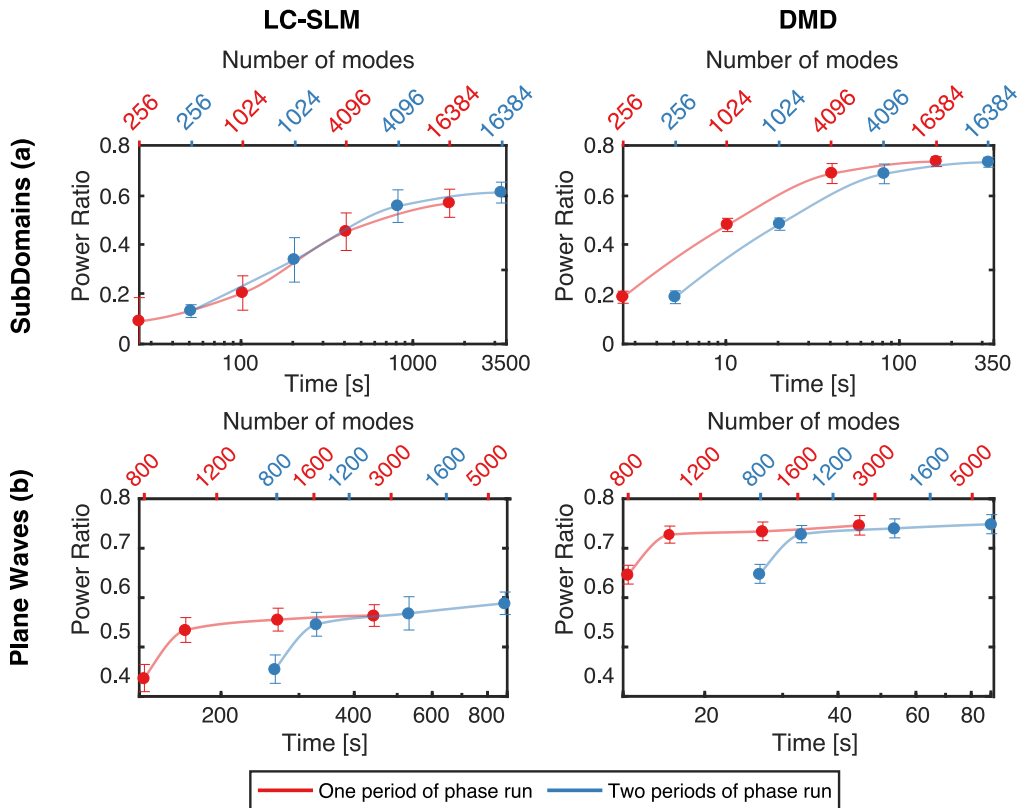 LC-SLM
DMD
Number of modes
Number of modes
256 256 1024 1024 4096 4096 16384 16384
256 256 1024 1024 4096 4096 16384 16384
SubDomains (a)
Power Ratio
0.8
0.6
0.4
0.2
0
100 1000 3500
Time [s]
Power Ratio
0.8
0.6
0.4
0.2
0
10 100 350
Time [s]
Number of modes
Number of modes
800 1200 800 1600 1200 3000 1600 5000
800 1200 800 1600 1200 3000 1600 5000
Plane Waves (b)
Power Ratio
0.8
0.7
0.6
0.5
0.4
200 400 600 800
Time [s]
Power Ratio
0.8
0.7
0.6
0.5
0.4
20 40 60 80
Time [s]
One period of phase run Two periods of phase run